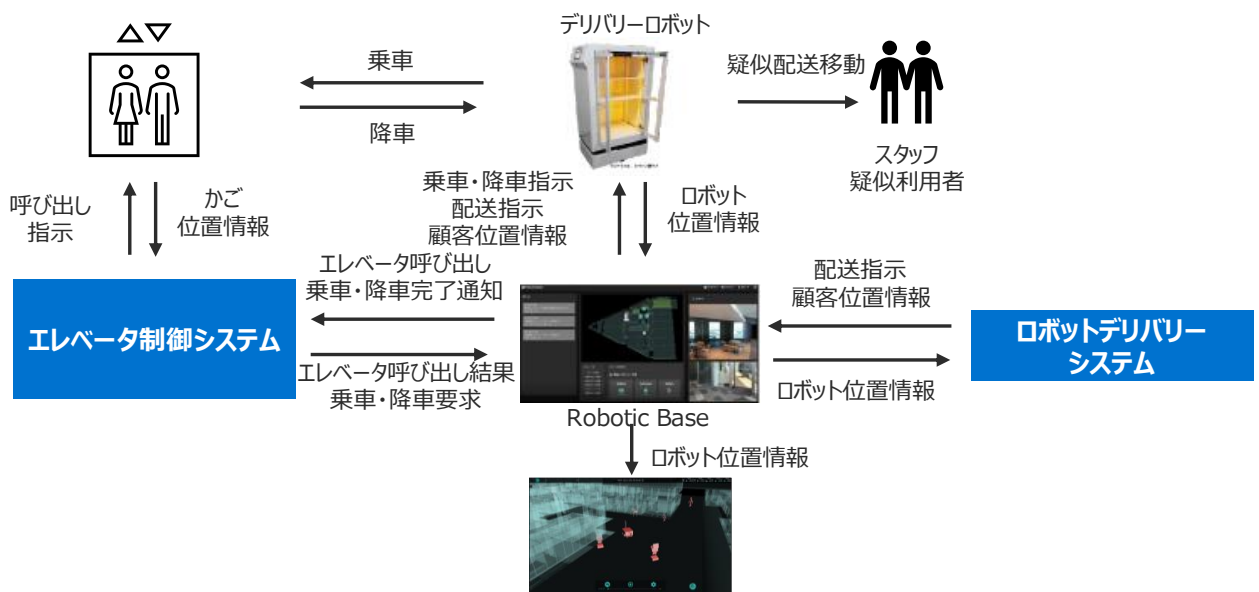 デリバリーロボット
乗車
降車
疑似配送移動
スタッフ
疑似利用者
呼び出し
指示
かご
位置情報
乗車・降車指示
配送指示
顧客位置情報
ロボット
位置情報
エレベータ呼び出し
乗車・降車完了通知
配送指示
顧客位置情報
エレベータ制御システム
ロボットデリバリー
システム
エレベータ呼び出し結果
乗車・降車要求
ロボット位置情報
Robotic Base
ロボット位置情報